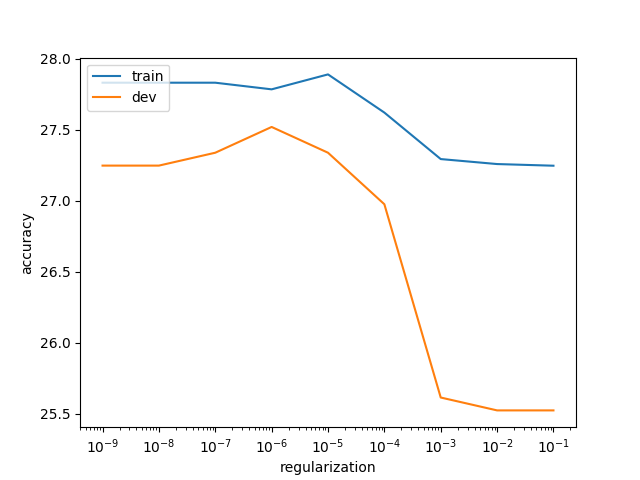 28.0
27.5
27.0
26.5
26.0
25.5
accuracy
train
dev
10⁻⁹ 10⁻⁸ 10⁻⁷ 10⁻⁶ 10⁻⁵ 10⁻⁴ 10⁻³ 10⁻² 10⁻¹
regularization